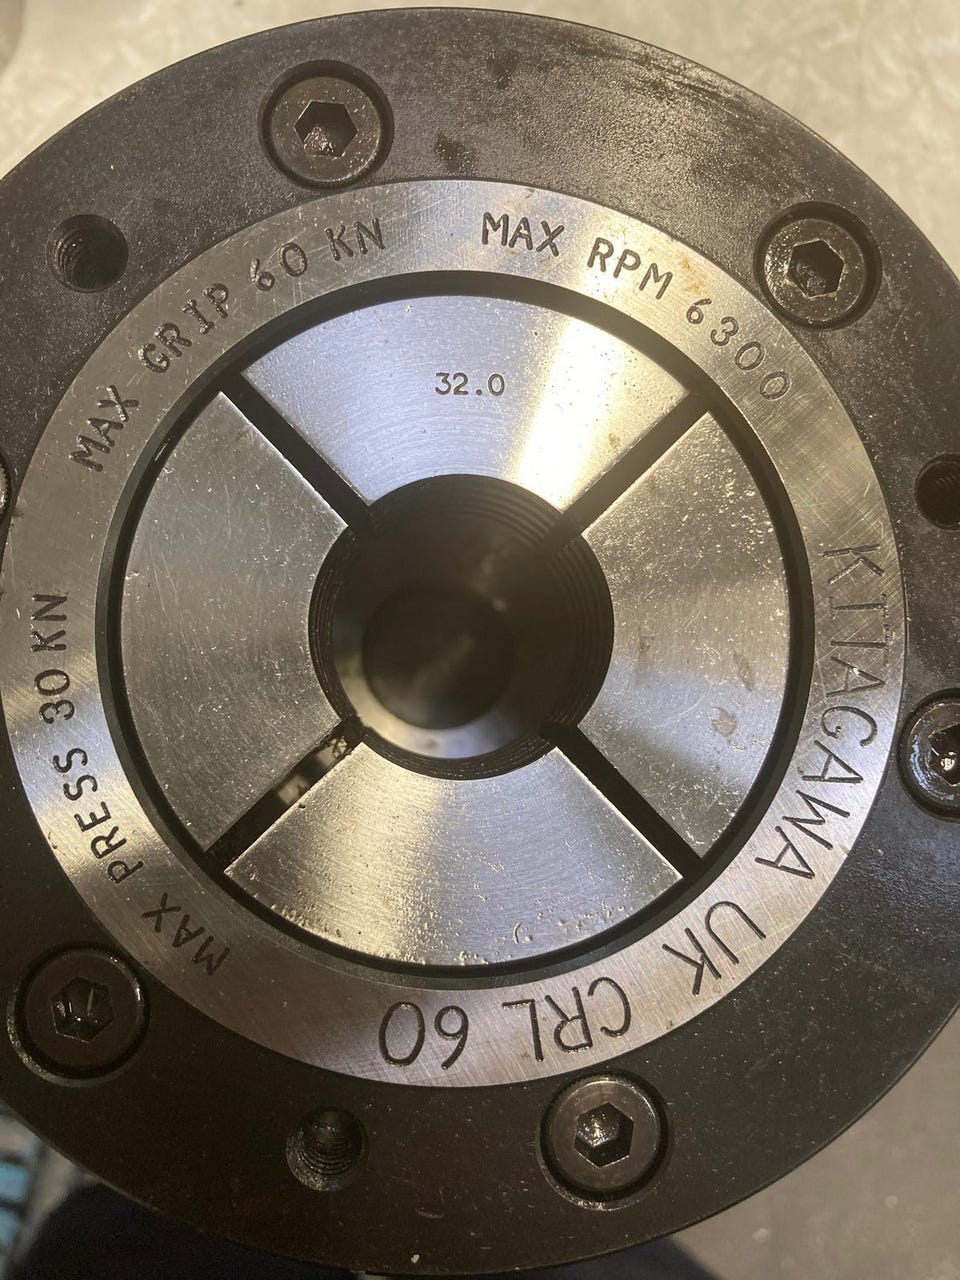 MAX GRIP 60 KN
MAX RPM 6300
KITAGAWA UK CRL 60
MAX PRESS 30 KN
32.0